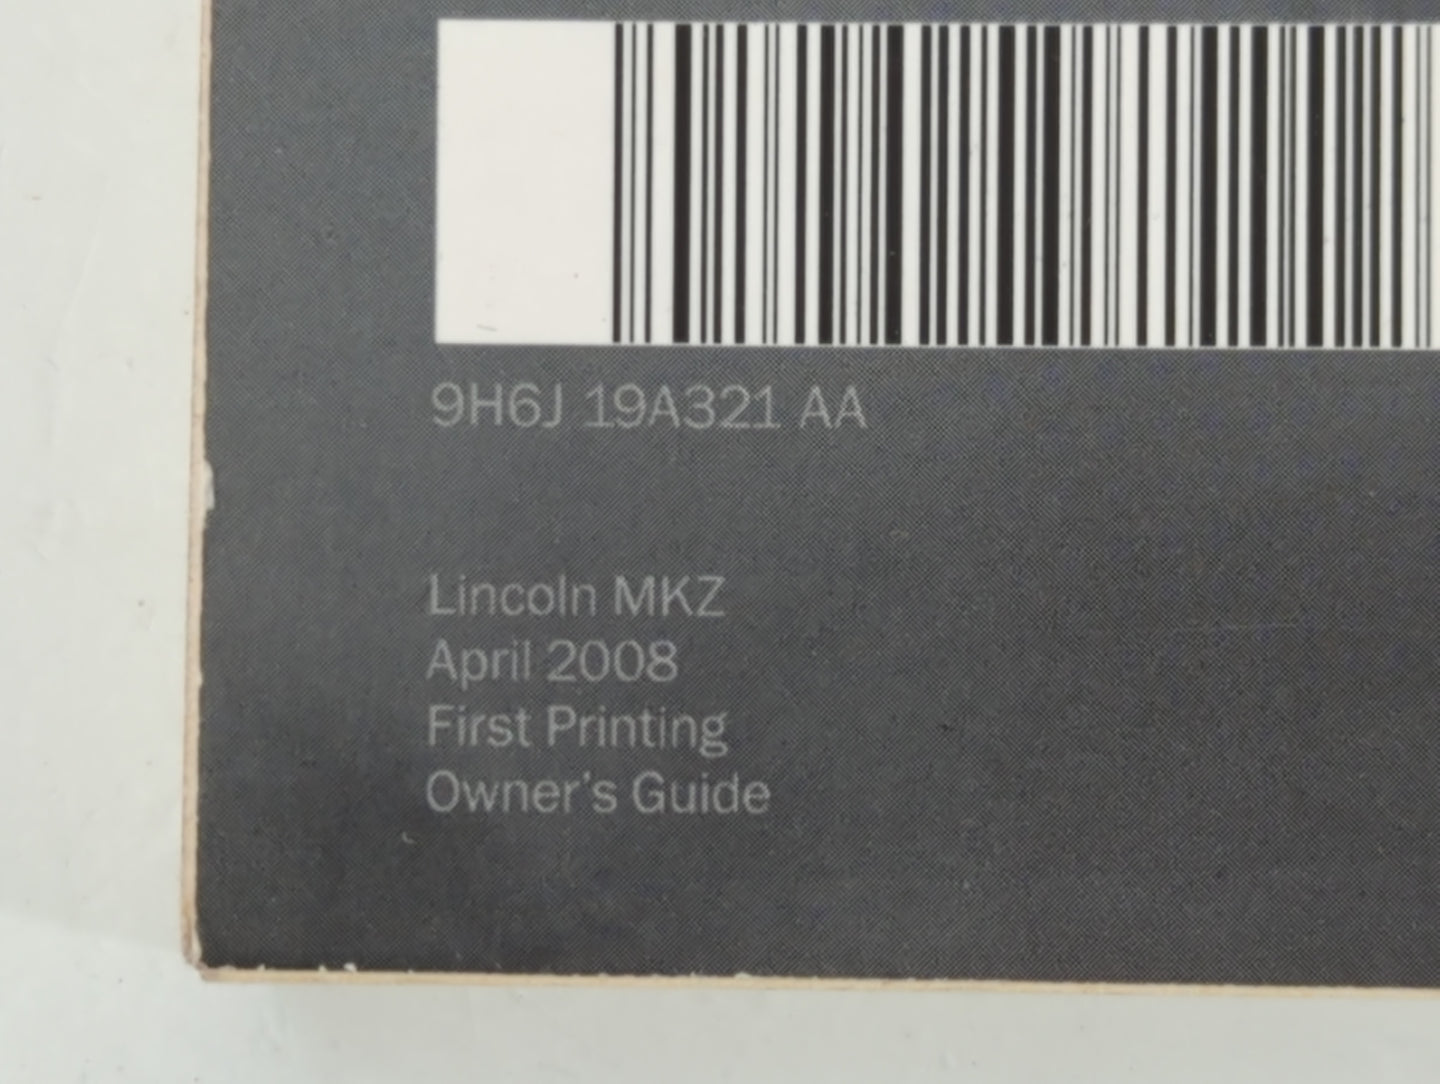 9H6J 19A321 AA
Lincoln MKZ
April 2008
First Printing
Owner's Guide